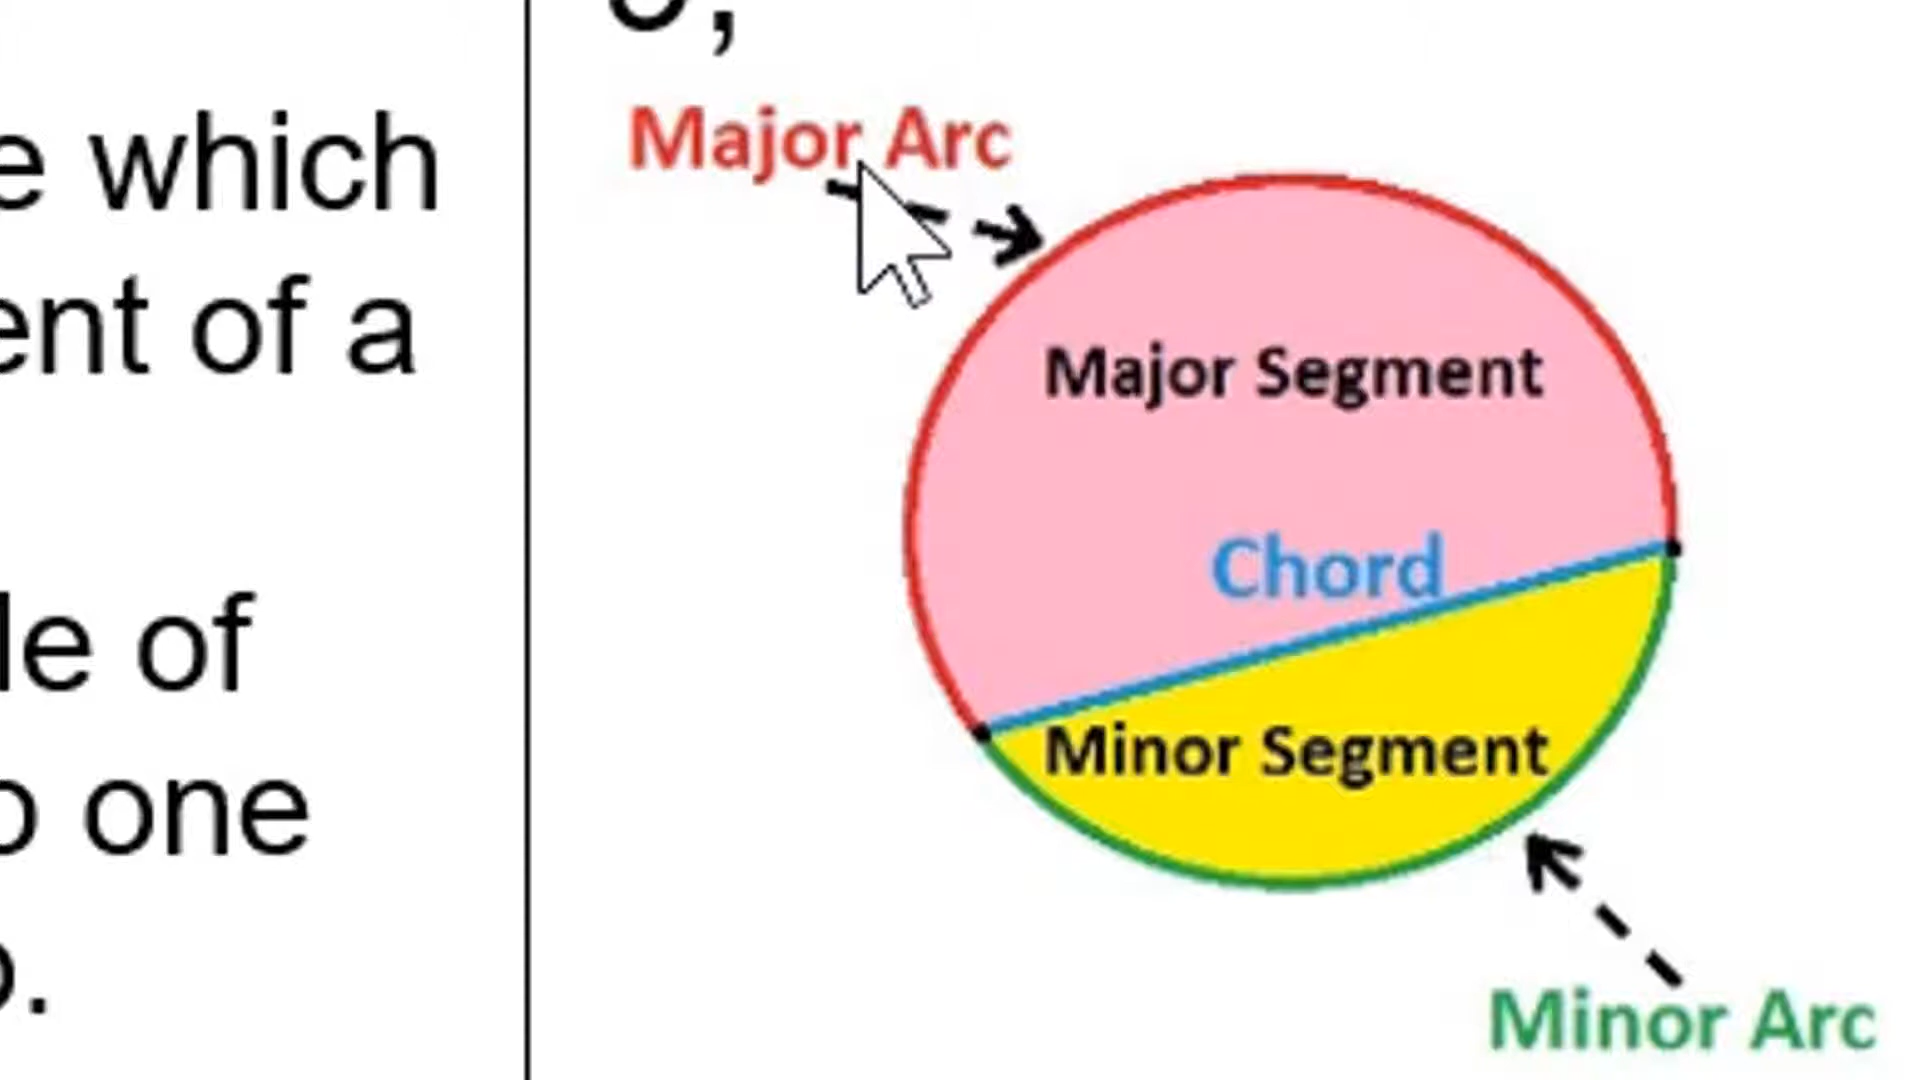 e which
ent of a
le of
o one
.
Major Arc
Major Segment
Chord
Minor Segment
Minor Arc